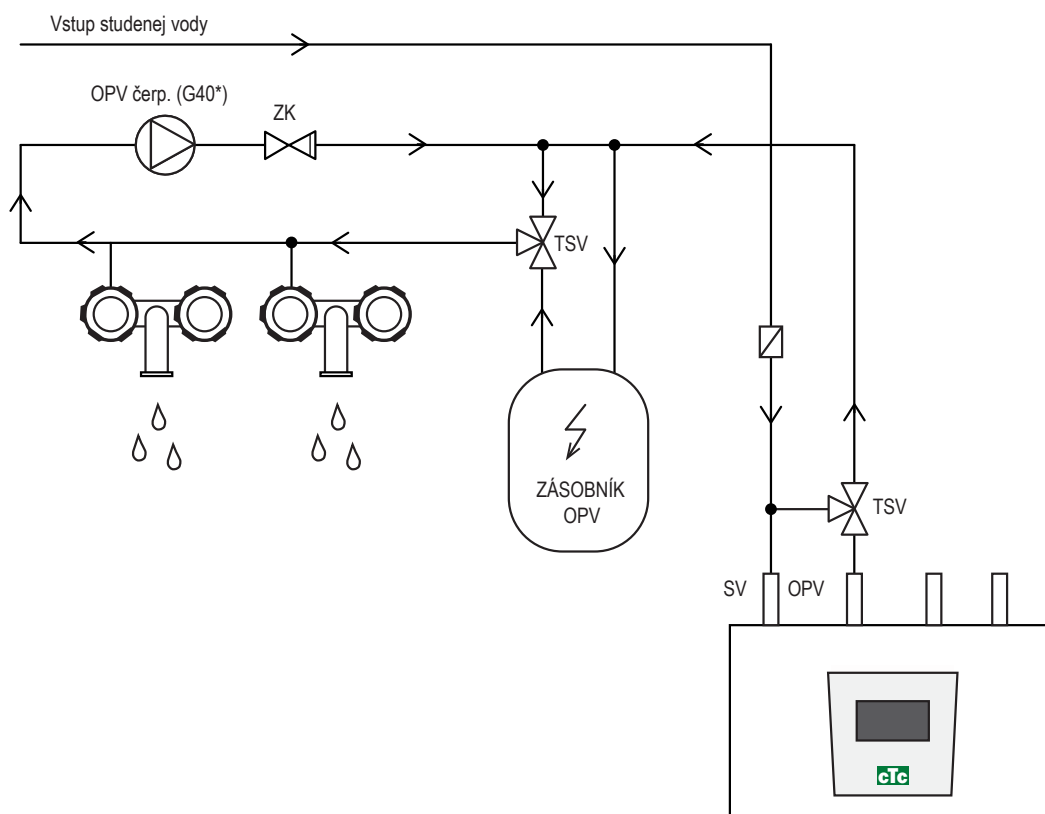 Vstup studenej vody
OPV čerp. (G40*)
ZK
TSV
ZÁSOBNÍK
OPV
TSV
SV
OPV
cTc